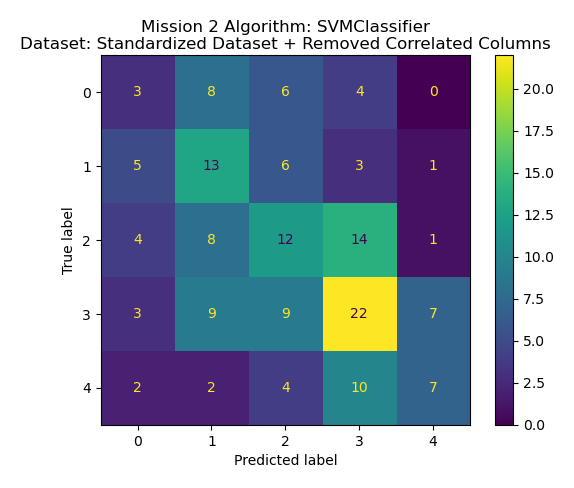 Mission 2 Algorithm: SVMClassifier
Dataset: Standardized Dataset + Removed Correlated Columns
0 3 8 6 4 0
1 5 13 6 3 1
2 4 8 12 14 1
3 3 9 9 22 7
4 2 2 4 10 7
0 1 2 3 4
True label
Predicted label
20.0
17.5
15.0
12.5
10.0
7.5
5.0
2.5
0.0